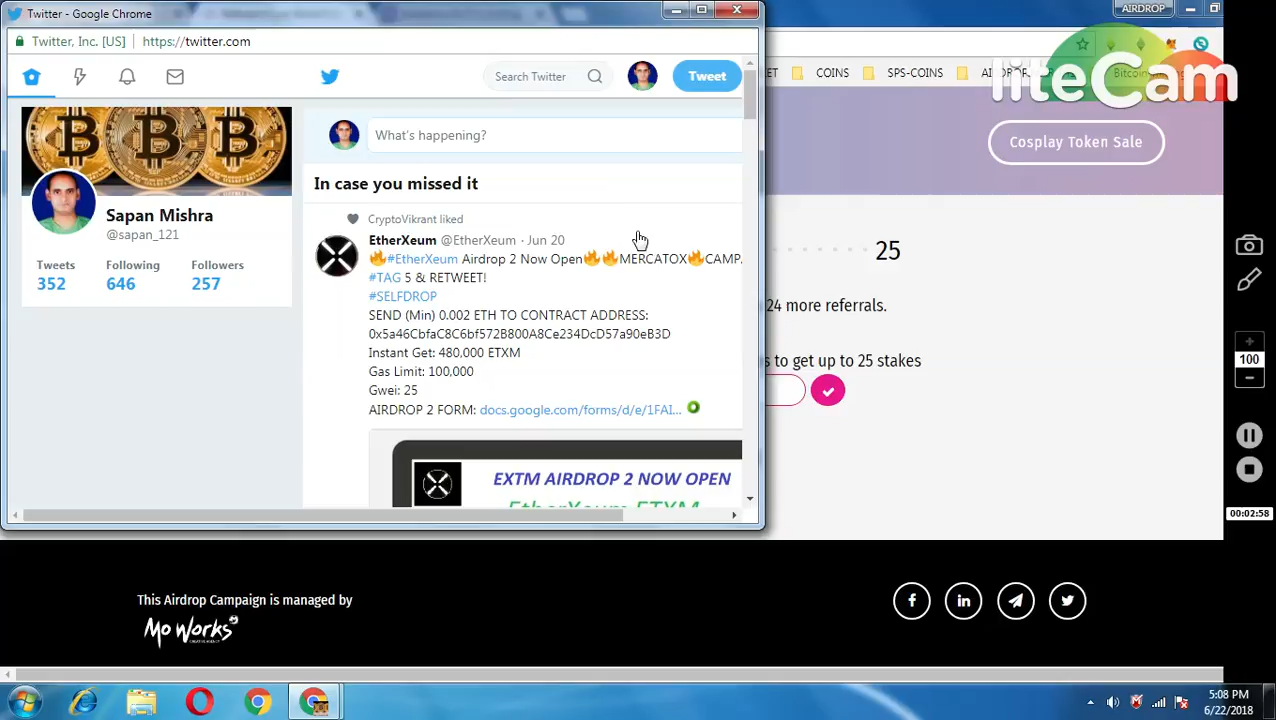 Twitter - Google Chrome
AIRDROP
Twitter, Inc. [US] https://twitter.com
Search Twitter
Tweet
COINS
SPS-COINS
liteCam
Cosplay Token Sale
What's happening?
In case you missed it
Sapan Mishra
@sapan_121
Tweets Following Followers
352 646 257
CryptoVikrant liked
EtherXeum @EtherXeum · Jun 20
🔥#EtherXeum Airdrop 2 Now Open🔥🔥MERCATOX🔥CAMPA
#TAG 5 & RETWEET!
#SELFDROP
SEND (Min) 0.002 ETH TO CONTRACT ADDRESS:
0x5a46CbfaC8C6bf572B800A8Ce234DcD57a90eB3D
Instant Get: 480,000 ETXM
Gas Limit: 100,000
Gwei: 25
AIRDROP 2 FORM: docs.google.com/forms/d/e/1FAI...
EXTM AIRDROP 2 NOW OPEN
EtherXeum ETXM
25
24 more referrals.
s to get up to 25 stakes
100
00:02:58
This Airdrop Campaign is managed by
Mo Works
5:08 PM
6/22/2018